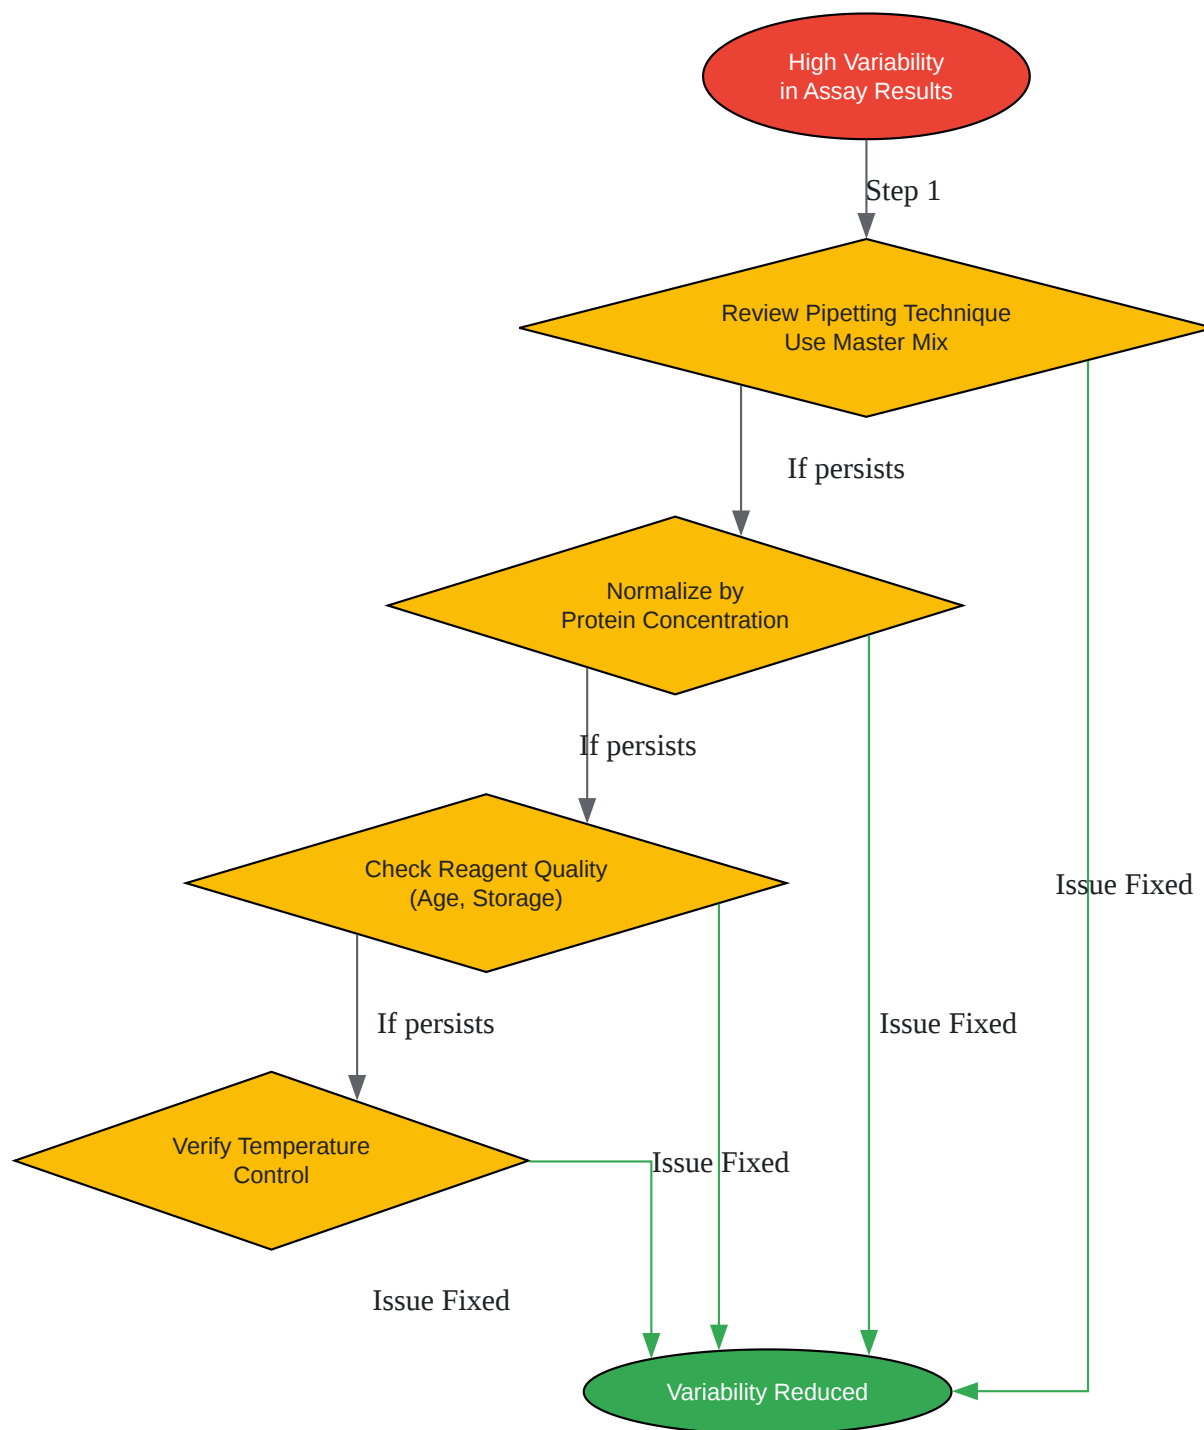 High Variability
in Assay Results
Step 1
Review Pipetting Technique
Use Master Mix
If persists
Normalize by
Protein Concentration
If persists
Check Reagent Quality
(Age, Storage)
Issue Fixed
If persists
Issue Fixed
Verify Temperature
Control
Issue Fixed
Issue Fixed
Variability Reduced